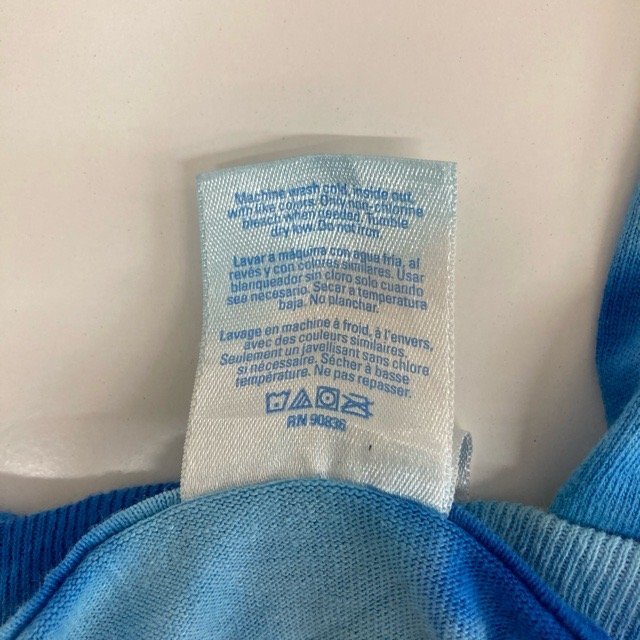 Machine wash cold, inside out,
with like colors. Only non-chlorine
bleach when needed. Tumble
dry low. Do not iron
Lavar a máquina con agua fria, al
revés y con colores similares. Usar
blanqueador sin cloro solo cuando
sea necesario. Secar a temperatura
baja. No planchar.
Lavage en machine à froid, à l'envers,
avec des couleurs similaires.
Seulement un javelisant sans chlore
si nécessaire. Sécher à basse
température. Ne pas repasser.
RN 90836